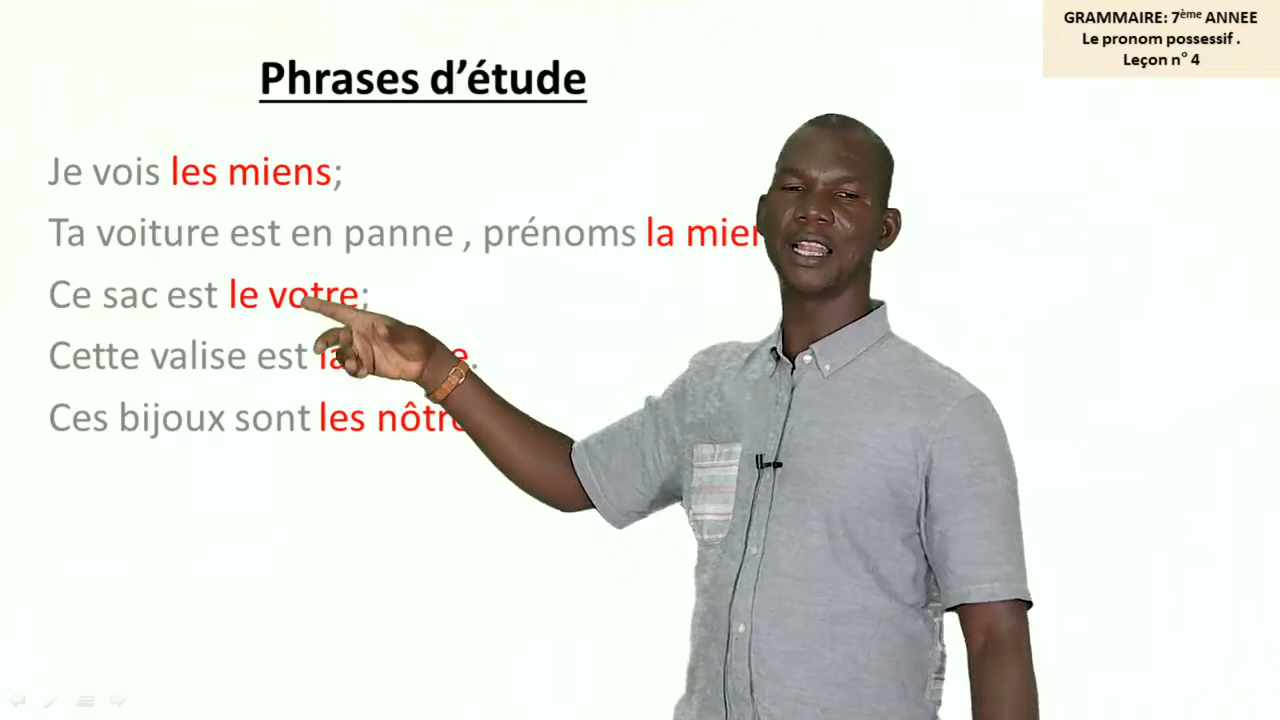 GRAMMAIRE: 7ème ANNEE
Le pronom possessif .
Leçon n° 4
Phrases d’étude
Je vois les miens;
Ta voiture est en panne , prénoms la
Ce sac est le votre;
Cette valise est
Ces bijoux sont les